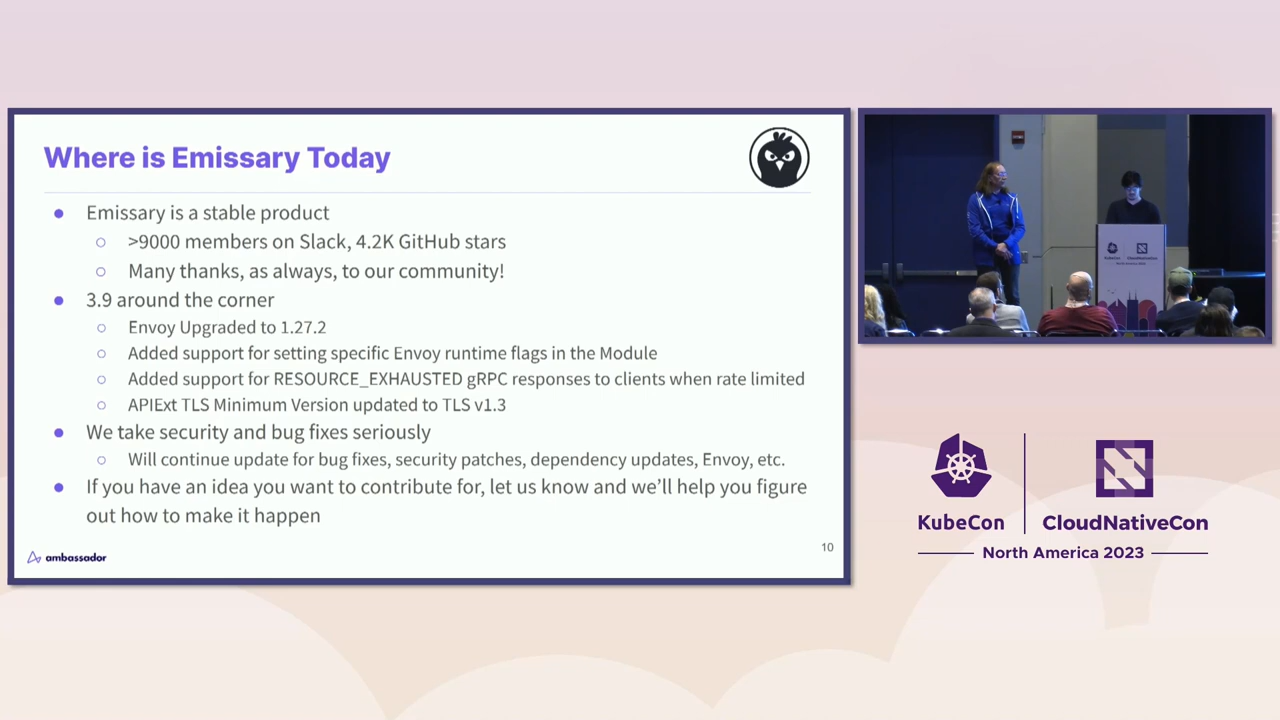 Where is Emissary Today
● Emissary is a stable product
○ >9000 members on Slack, 4.2K GitHub stars
○ Many thanks, as always, to our community!
● 3.9 around the corner
○ Envoy Upgraded to 1.27.2
○ Added support for setting specific Envoy runtime flags in the Module
○ Added support for RESOURCE_EXHAUSTED gRPC responses to clients when rate limited
○ APIExt TLS Minimum Version updated to TLS v1.3
● We take security and bug fixes seriously
○ Will continue update for bug fixes, security patches, dependency updates, Envoy, etc.
● If you have an idea you want to contribute for, let us know and we’ll help you figure
out how to make it happen
ambassador
10
KubeCon CloudNativeCon
KubeCon CloudNativeCon
North America 2023